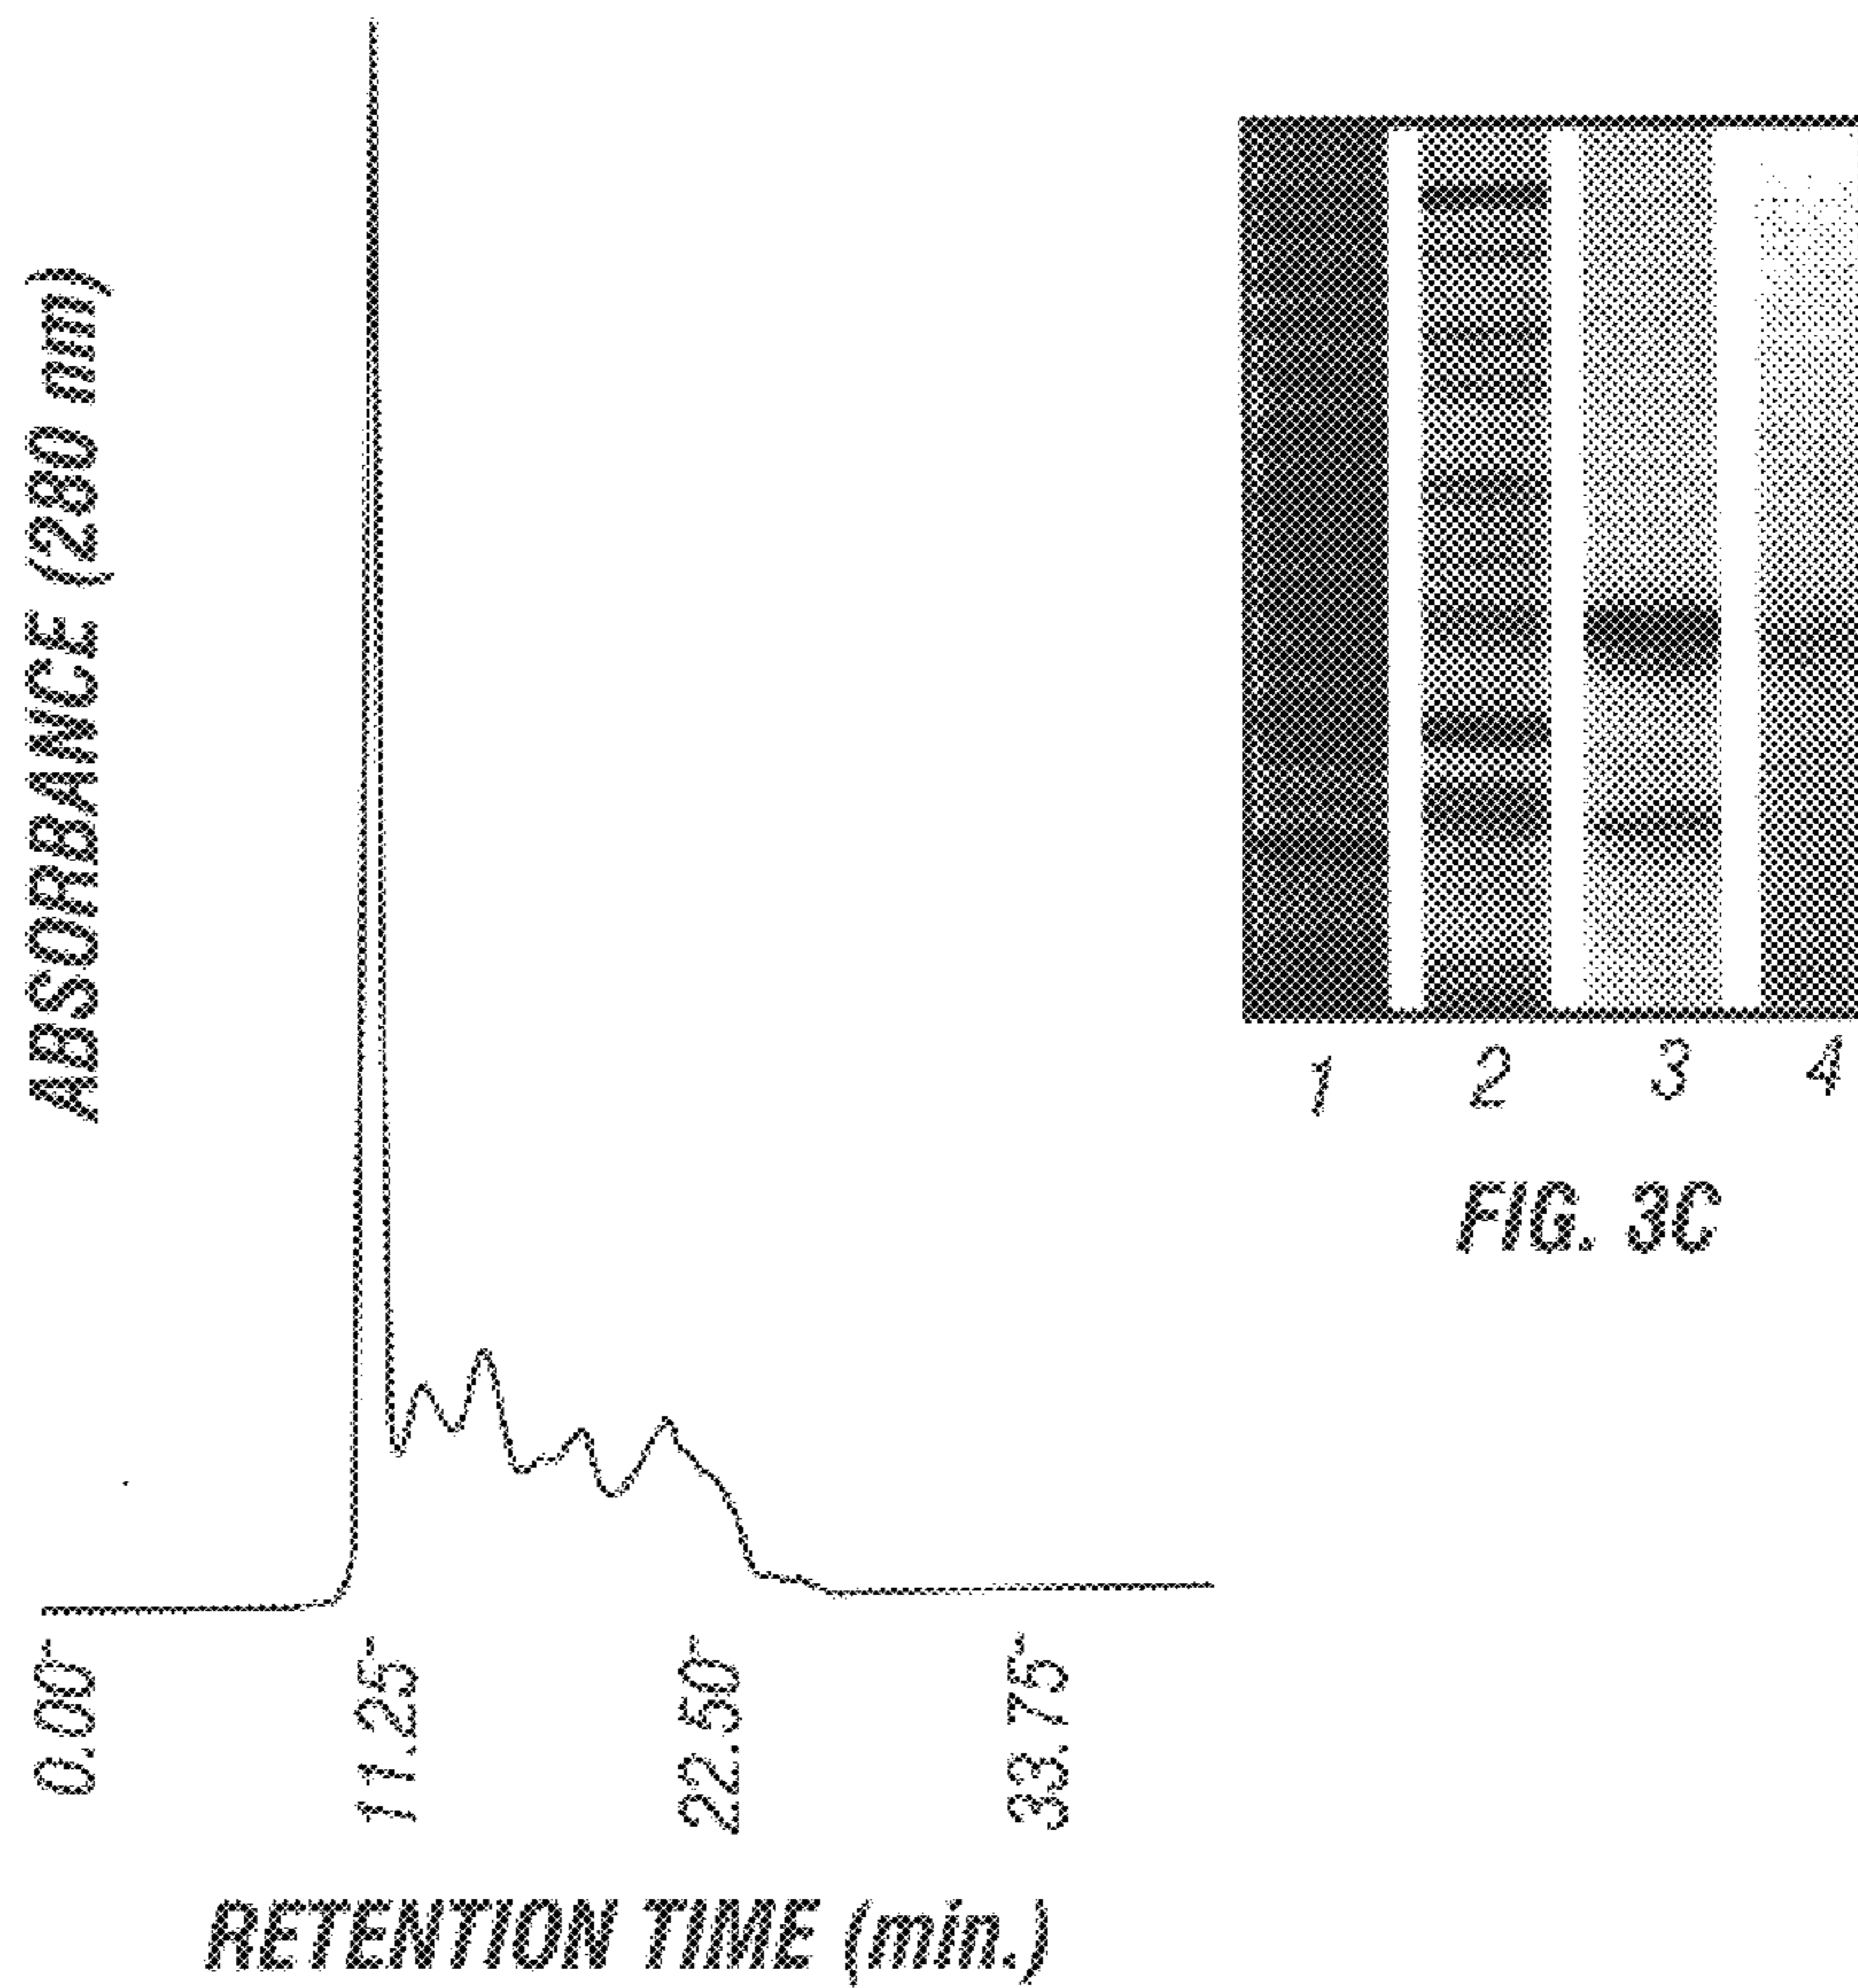 ABSORBANCE (280 nm)
0.00
11.25
22.50
33.75
RETENTION TIME (min.)
1 2 3 4
FIG. 3C